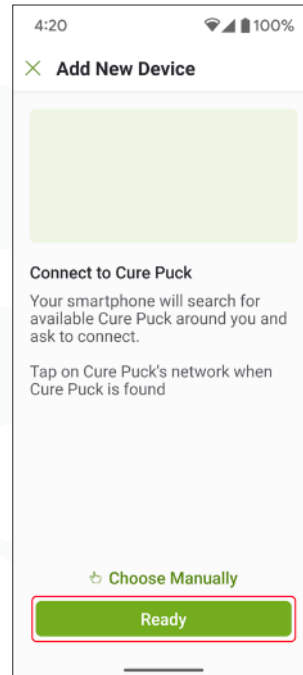 4:20 100%
Add New Device
Connect to Cure Puck
Your smartphone will search for
available Cure Puck around you and
ask to connect.
Tap on Cure Puck's network when
Cure Puck is found
Choose Manually
Ready